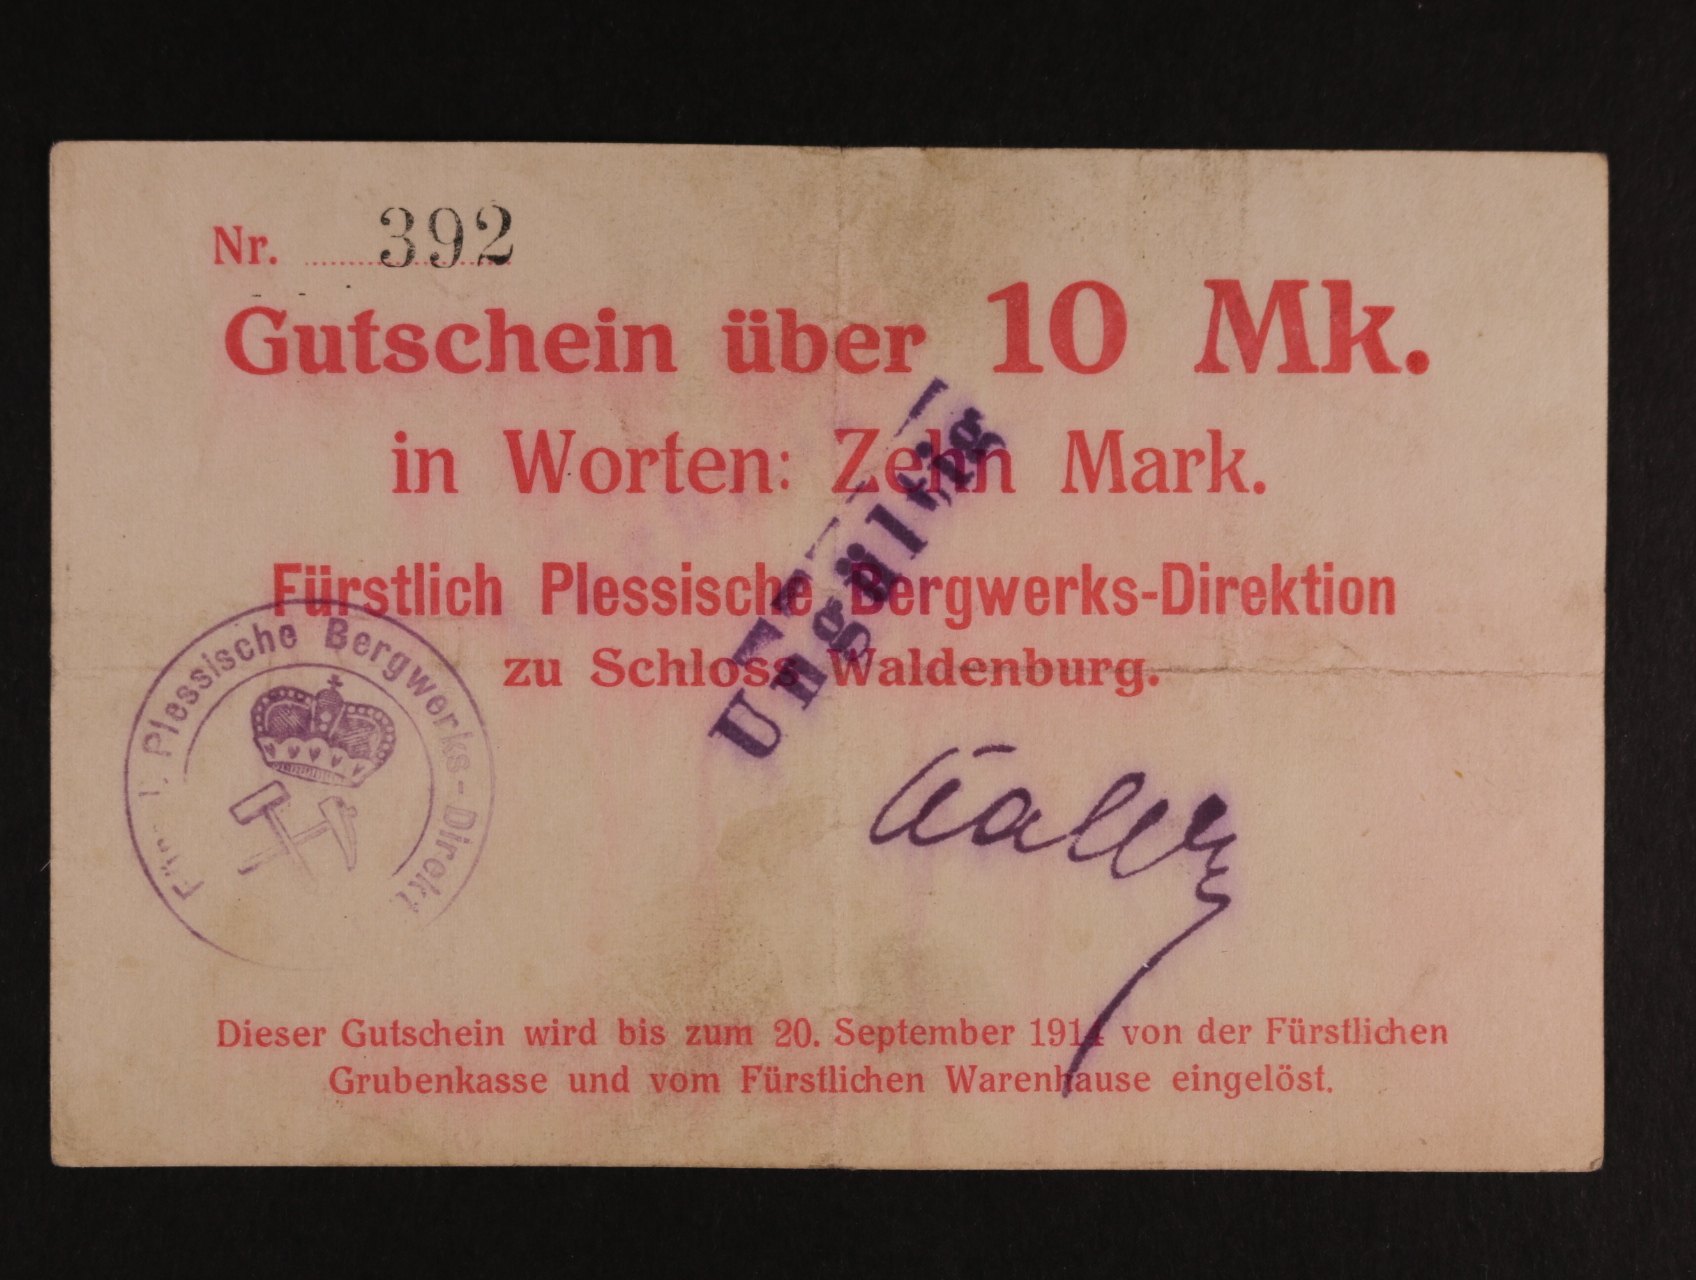 Nr. 392
Gutschein über 10 Mk.
in Worten: Zehn Mark.
Fürstlich Plessische Bergwerks-Direktion
zu Schloss Waldenburg.
Ungültig
Plessische Bergwerks-Direkt
Dieser Gutschein wird bis zum 20. September 1914 von der Fürstlichen
Grubenkasse und vom Fürstlichen Warenhause eingelöst.